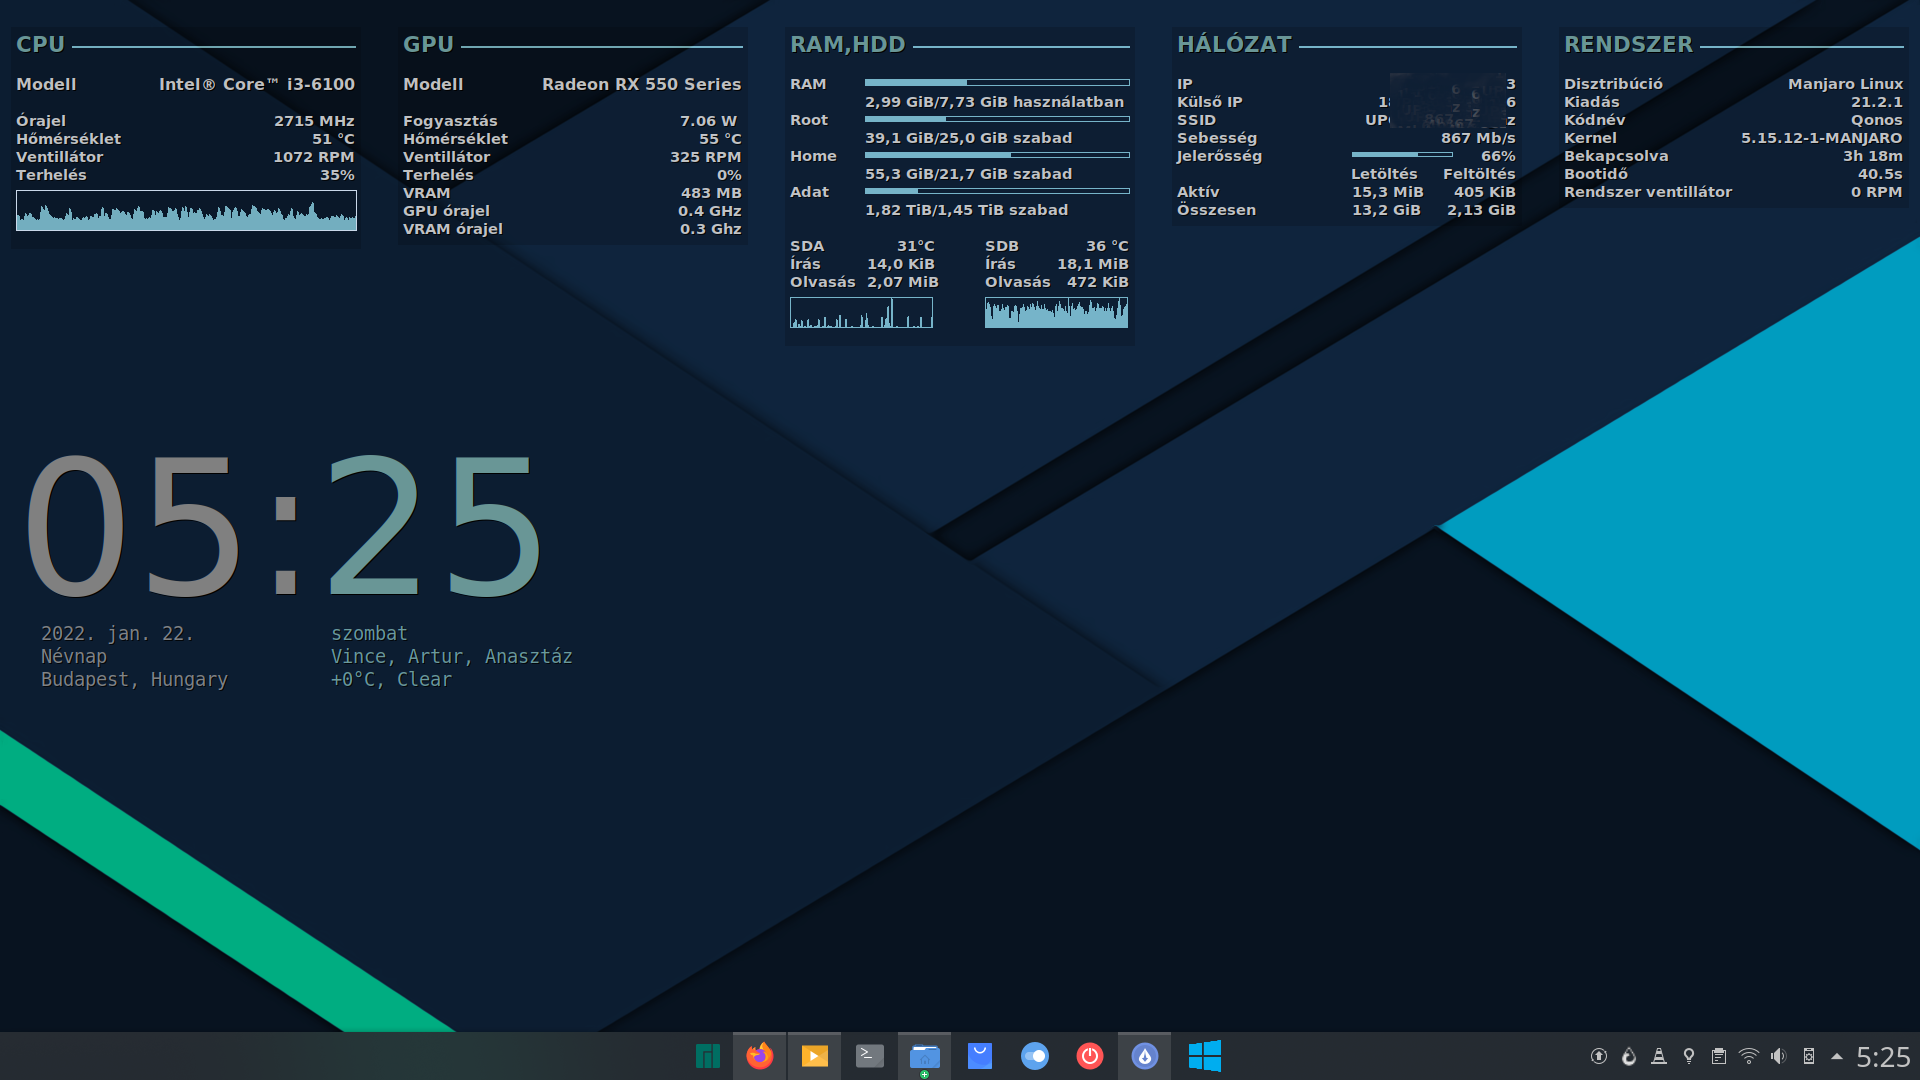 CPU
Modell Intel® Core™ i3-6100
Órajel 2715 MHz
Hőmérséklet 51 °C
Ventillátor 1072 RPM
Terhelés 35%
GPU
Modell Radeon RX 550 Series
Fogyasztás 7.06 W
Hőmérséklet 55 °C
Ventillátor 325 RPM
Terhelés 0%
VRAM 483 MB
GPU órajel 0.4 GHz
VRAM órajel 0.3 Ghz
RAM,HDD
RAM
2,99 GiB/7,73 GiB használatban
Root
39,1 GiB/25,0 GiB szabad
Home
55,3 GiB/21,7 GiB szabad
Adat
1,82 TiB/1,45 TiB szabad
SDA 31°C SDB 36 °C
Írás 14,0 KiB Írás 18,1 MiB
Olvasás 2,07 MiB Olvasás 472 KiB
HÁLÓZAT
IP
Külső IP
SSID
Sebesség 867 Mb/s
Jelerősség 66%
Letöltés Feltöltés
Aktív 15,3 MiB 405 KiB
Összesen 13,2 GiB 2,13 GiB
RENDSZER
Disztribúció Manjaro Linux
Kiadás 21.2.1
Kódnév Qonos
Kernel 5.15.12-1-MANJARO
Bekapcsolva 3h 18m
Bootidő 40.5s
Rendszer ventillátor 0 RPM
05:25
2022. jan. 22. szombat
Névnap Vince, Artur, Anasztáz
Budapest, Hungary +0°C, Clear
5:25